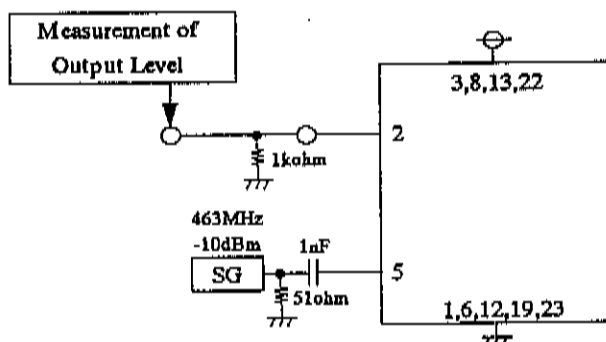 Measurement of
Output Level
3,8,13,22
2
1kohm
463MHz
-10dBm
1nF
SG
5
51ohm
1,6,12,19,23